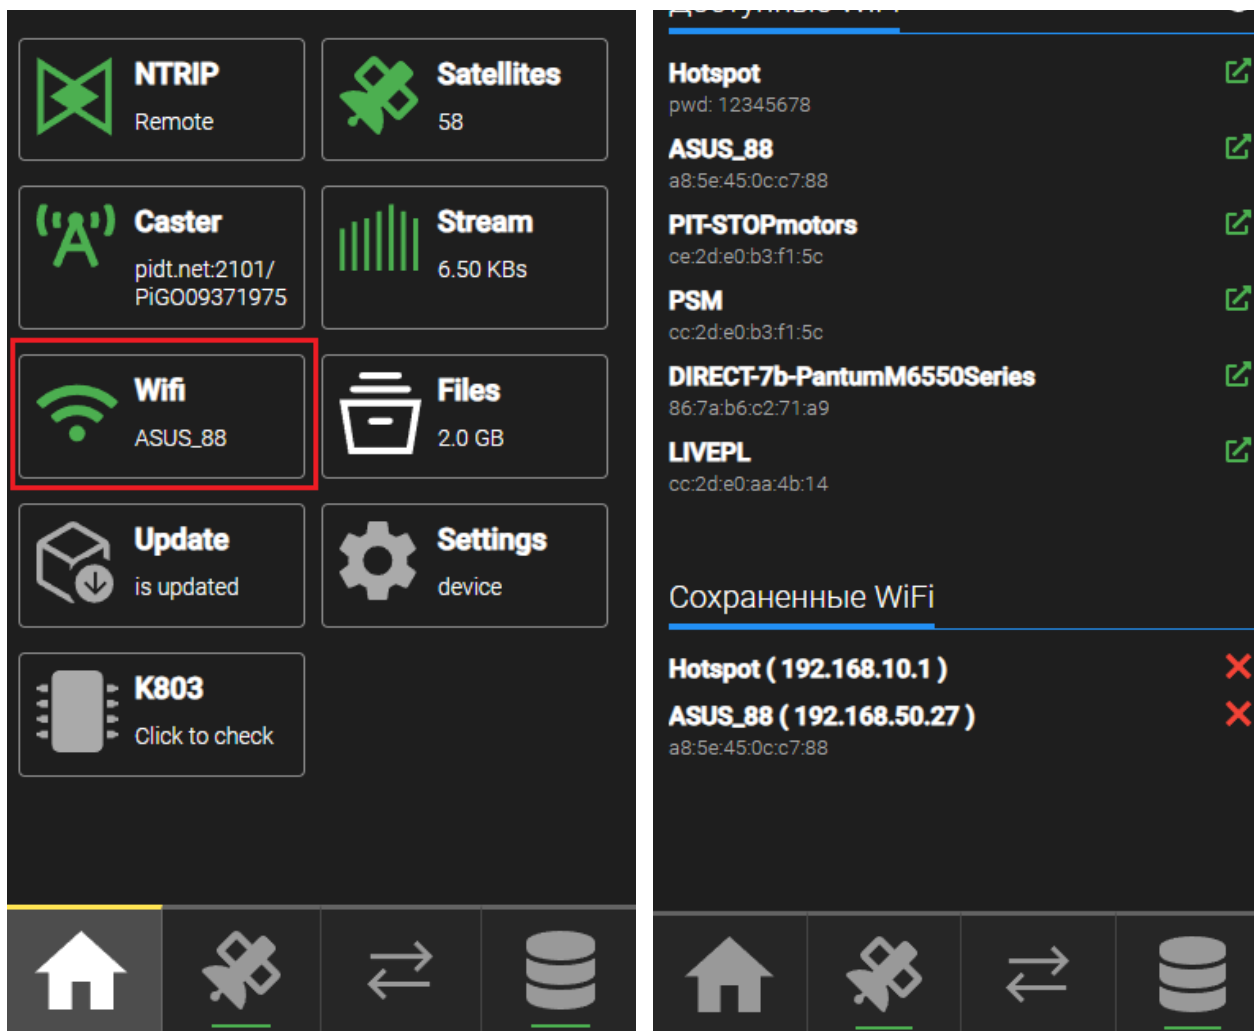 NTRIP
Remote
Satellites
58
Caster
pidt.net:2101/
PiGO09371975
Stream
6.50 KBs
Wifi
ASUS_88
Files
2.0 GB
Update
is updated
Settings
device
K803
Click to check
Доступные WiFi
Hotspot
pwd: 12345678
ASUS_88
a8:5e:45:0c:c7:88
PIT-STOPmotors
ce:2d:e0:b3:f1:5c
PSM
cc:2d:e0:b3:f1:5c
DIRECT-7b-PantumM6550Series
86:7a:b6:c2:71:a9
LIVEPL
cc:2d:e0:aa:4b:14
Сохраненные WiFi
Hotspot ( 192.168.10.1 )
ASUS_88 ( 192.168.50.27 )
a8:5e:45:0c:c7:88